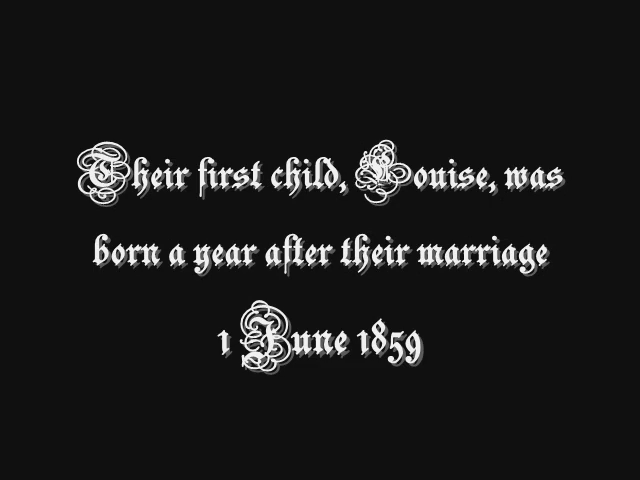 Their first child, Louise, was
born a year after their marriage
1 June 1859